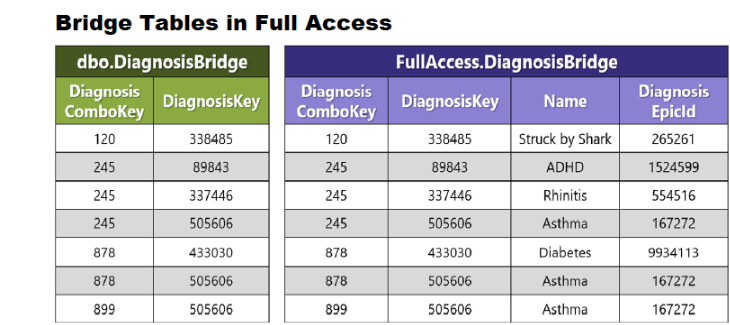 Bridge Tables in Full Access
dbo.DiagnosisBridge FullAccess.DiagnosisBridge
Diagnosis ComboKey DiagnosisKey Diagnosis ComboKey DiagnosisKey Name Diagnosis EpicId
120 338485 120 338485 Struck by Shark 265261
245 89843 245 89843 ADHD 1524599
245 337446 245 337446 Rhinitis 554516
245 505606 245 505606 Asthma 167272
878 433030 878 433030 Diabetes 9934113
878 505606 878 505606 Asthma 167272
899 505606 899 505606 Asthma 167272